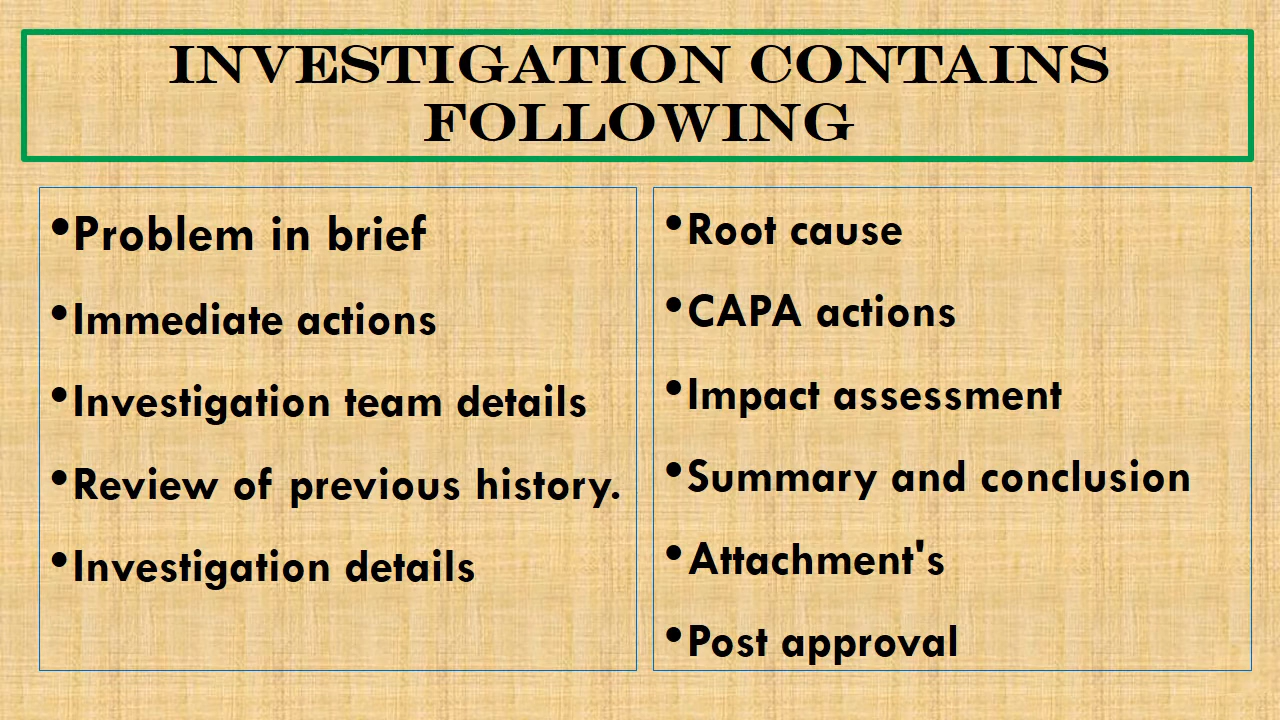 INVESTIGATION CONTAINS
FOLLOWING
•Problem in brief
•Immediate actions
•Investigation team details
•Review of previous history.
•Investigation details
•Root cause
•CAPA actions
•Impact assessment
•Summary and conclusion
•Attachment's
•Post approval